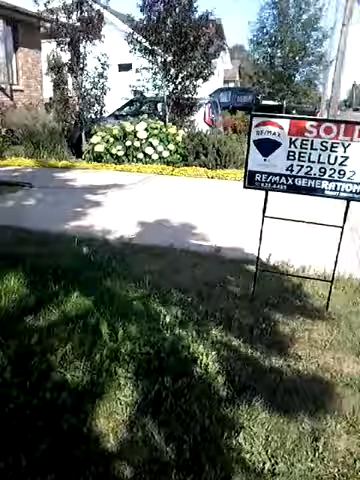 SOLD
RE/MAX
KELSEY
BELLUZ
472.9292
RE/MAX GENERATION